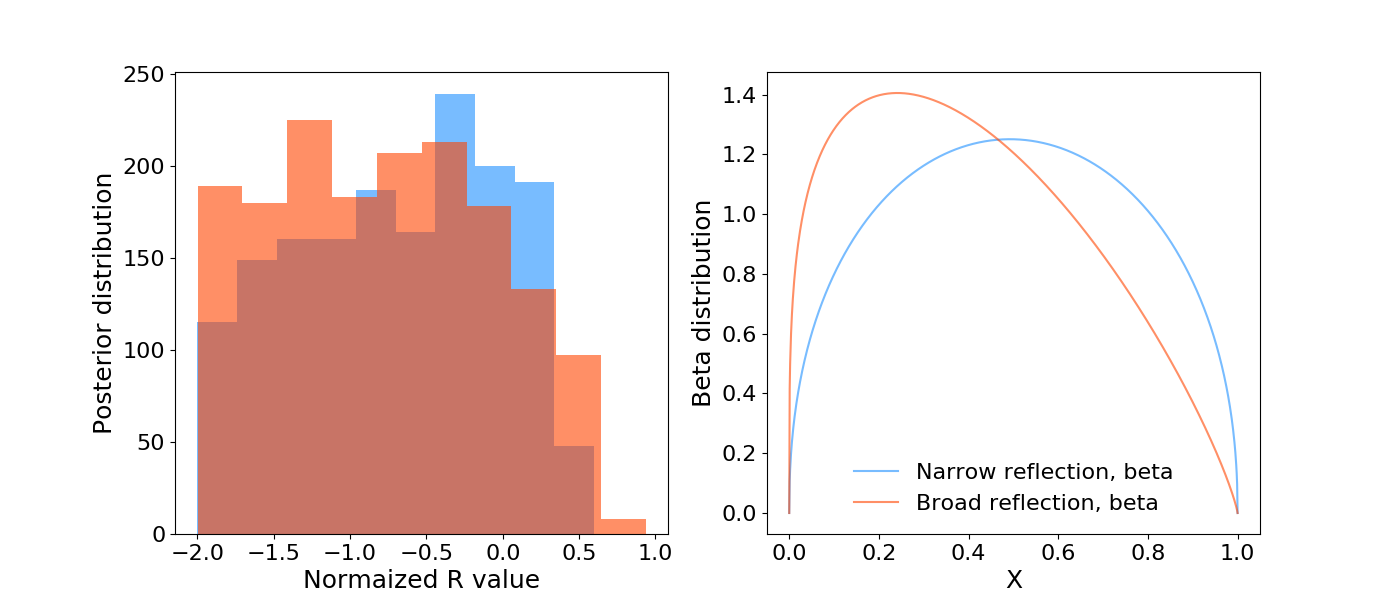 250
200
150
100
50
0
−2.0 −1.5 −1.0 −0.5 0.0 0.5 1.0
Normaized R value
Posterior distribution
1.4
1.2
1.0
0.8
0.6
0.4
0.2
0.0
0.0 0.2 0.4 0.6 0.8 1.0
X
Beta distribution
Narrow reflection, beta
Broad reflection, beta